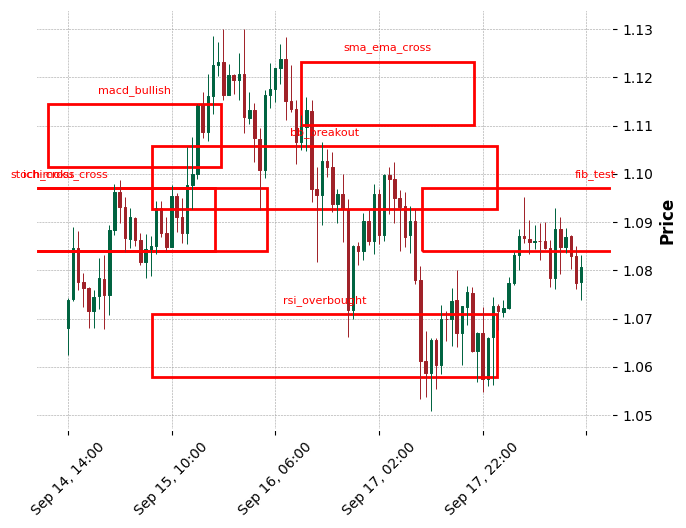 1.13
sma_ema_cross
1.12
macd_bullish
1.11
bb_breakout
1.10
fib_test
1.09
Price
1.08
rsi_overbought
1.07
1.06
1.05
Sep 14, 14:00
Sep 15, 10:00
Sep 16, 06:00
Sep 17, 02:00
Sep 17, 22:00